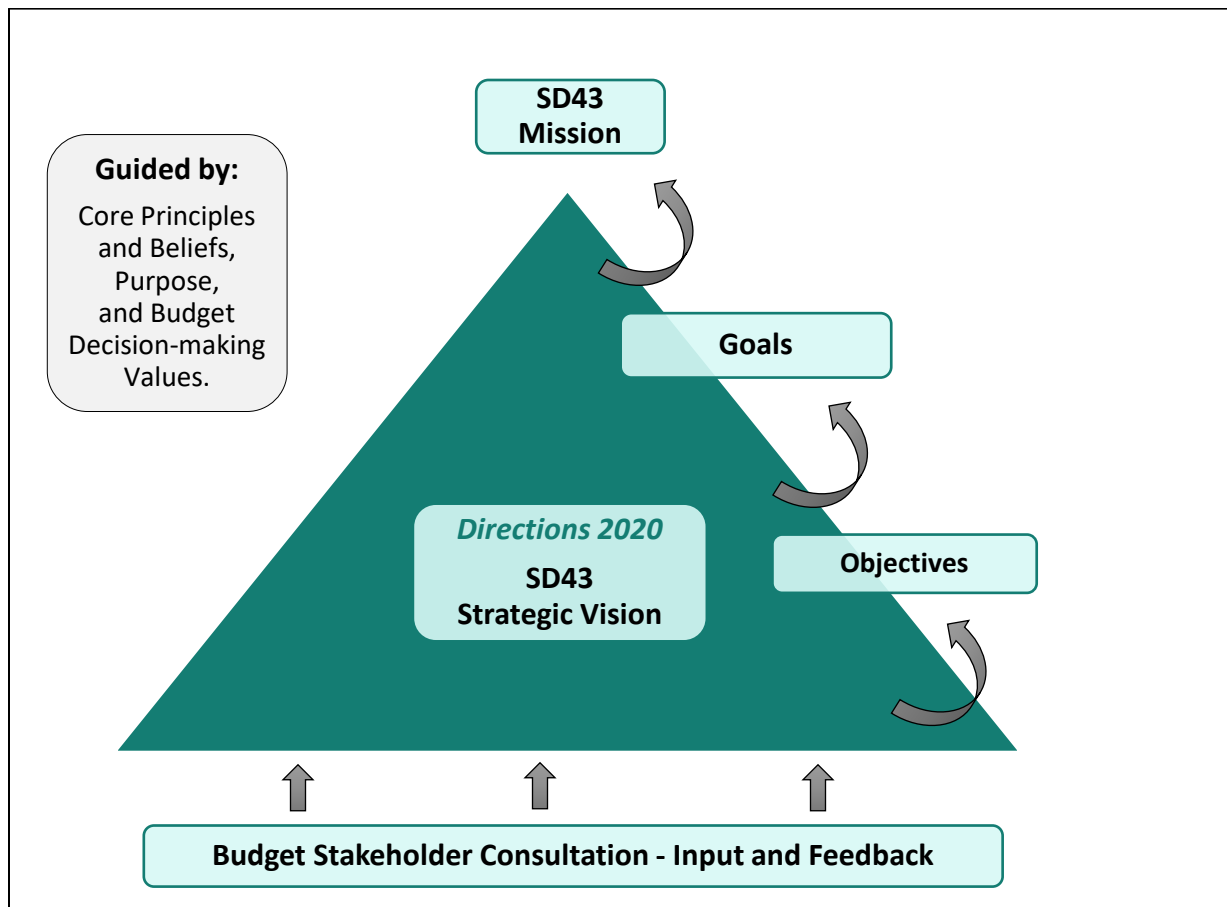 SD43
Mission
Guided by:
Core Principles
and Beliefs,
Purpose,
and Budget
Decision-making
Values.
Goals
Directions 2020
SD43
Strategic Vision
Objectives
Budget Stakeholder Consultation - Input and Feedback